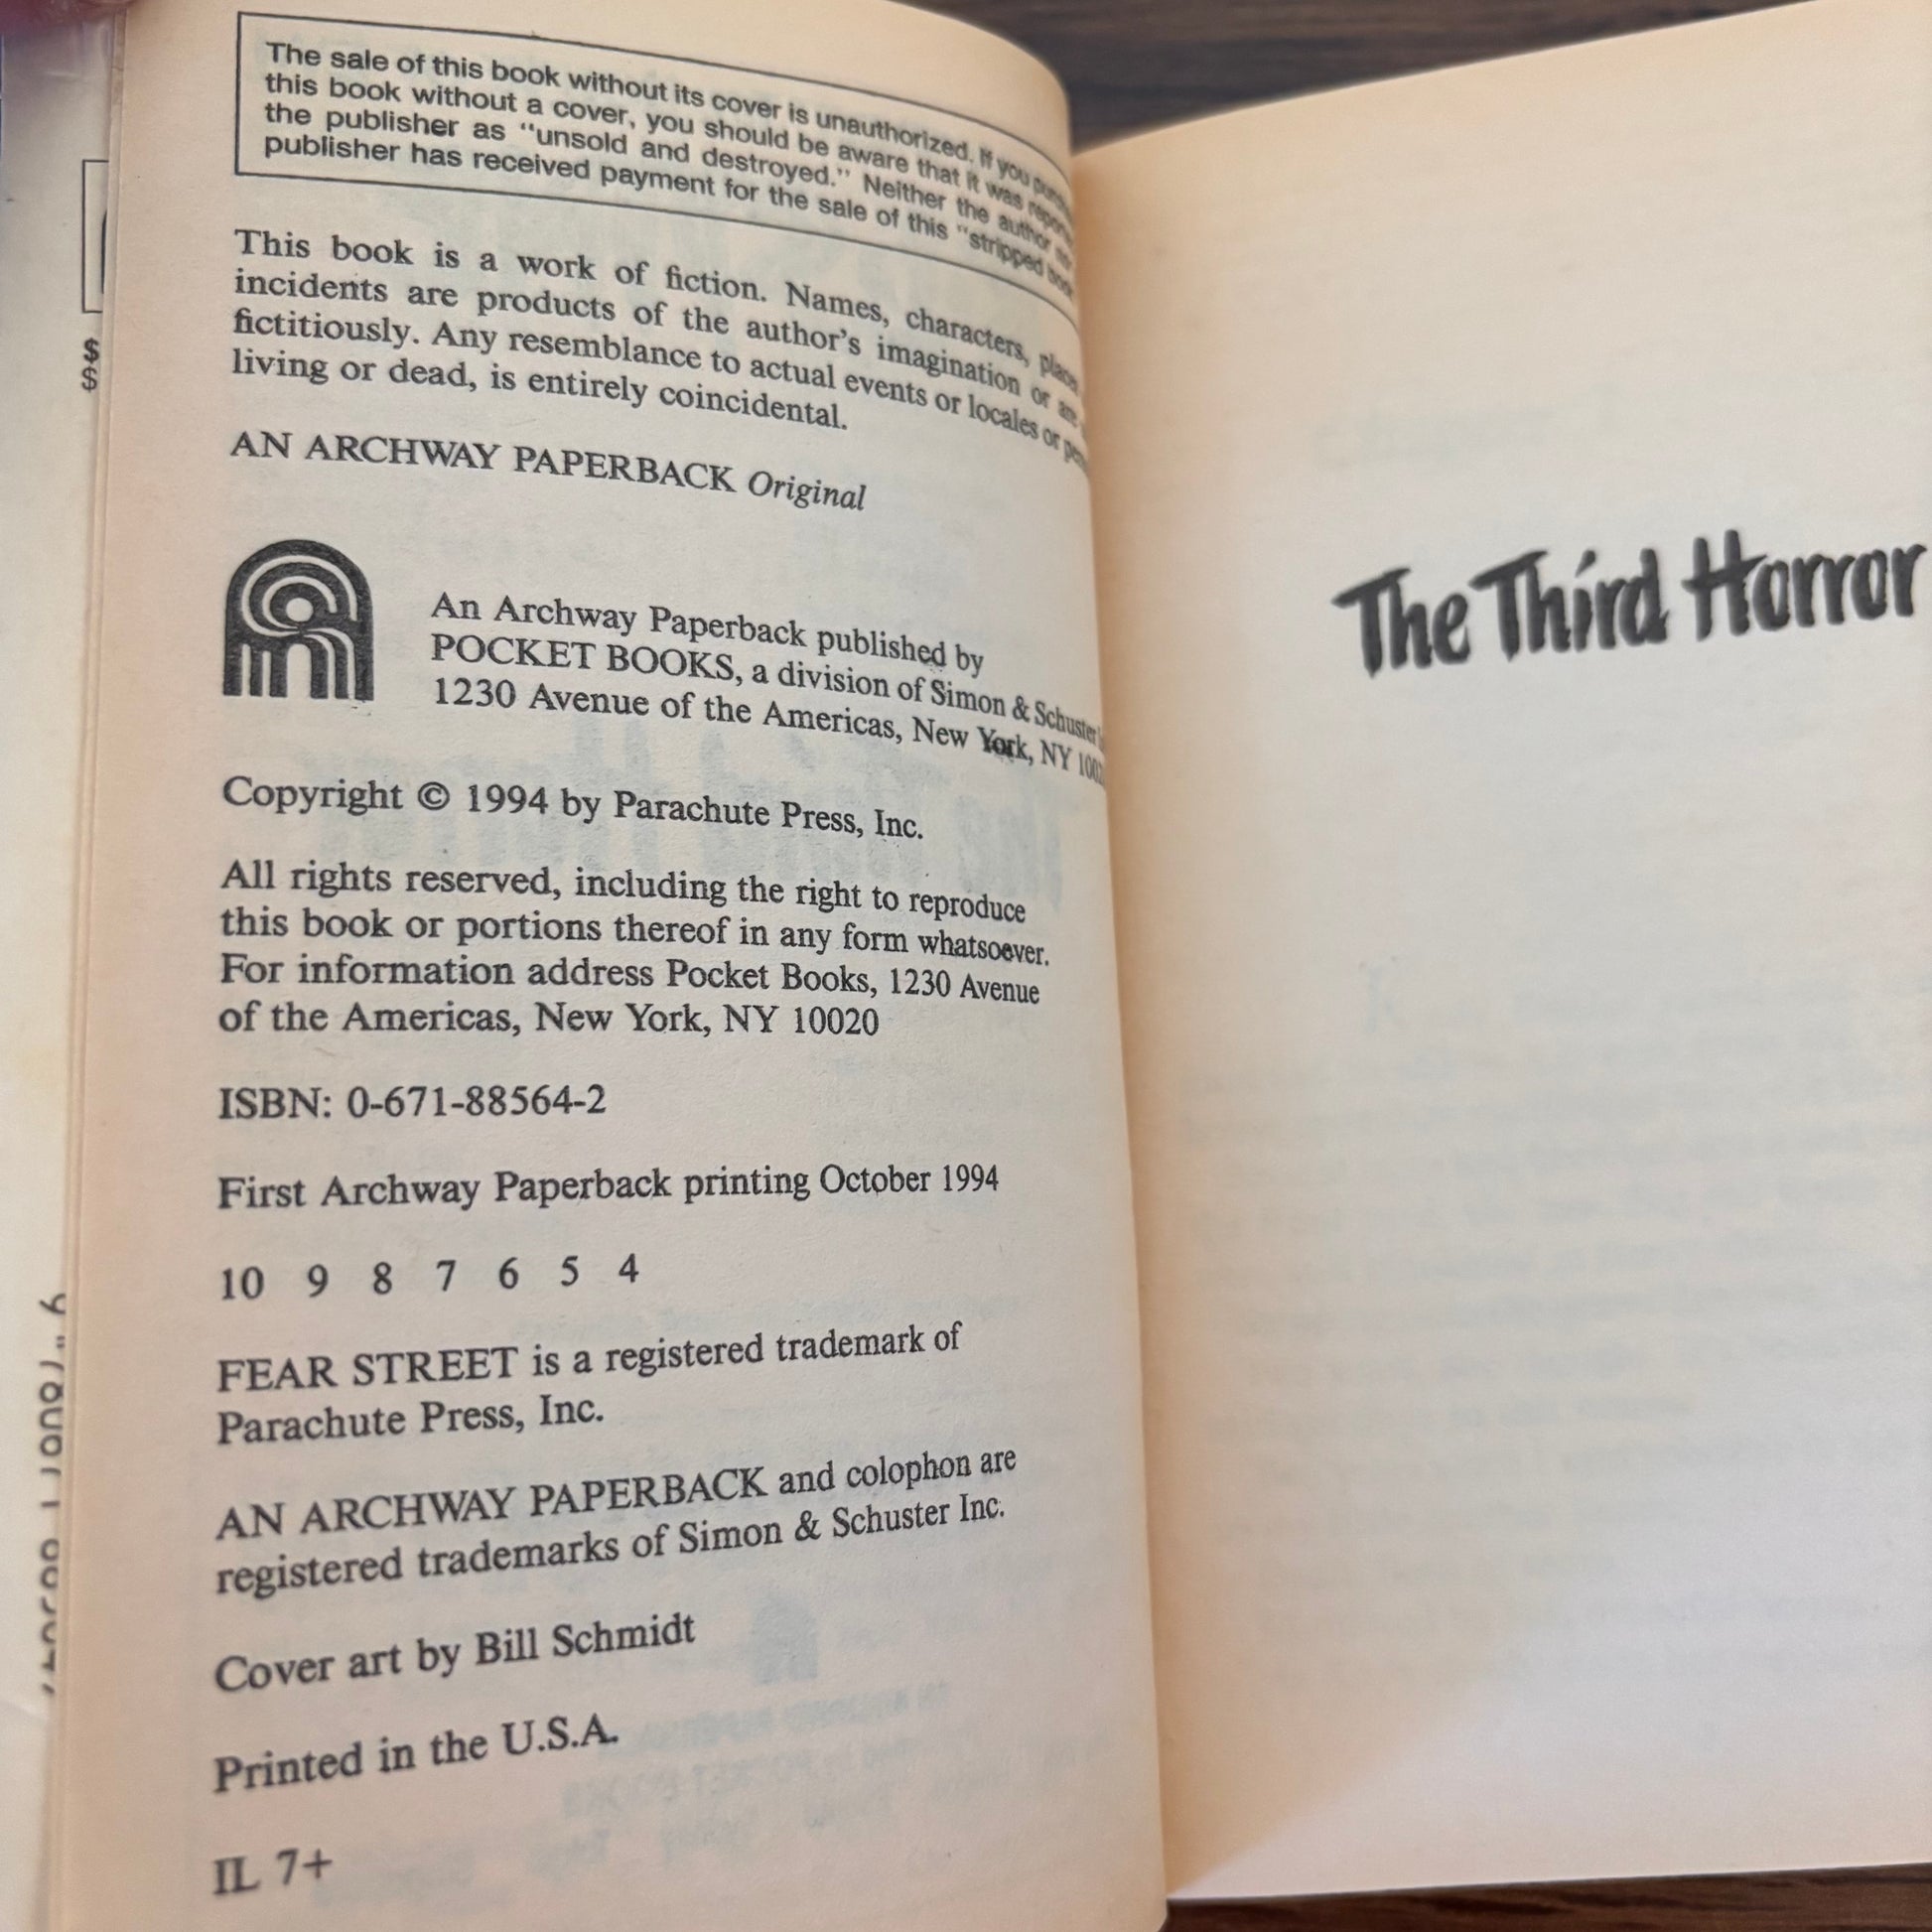 The sale of this book without its cover is unauthorized. If you
this book without a cover, you should be aware that it was
the publisher as "unsold and destroyed." Neither the author
publisher has received payment for the sale of this "stripped book
This book is a work of fiction. Names, characters,
incidents are products of the author's imagination or are
fictitiously. Any resemblance to actual events or locales or
living or dead, is entirely coincidental.
AN ARCHWAY PAPERBACK Original
An Archway Paperback published by
POCKET BOOKS, a division of Simon & Schuster
1230 Avenue of the Americas, New York, NY
Copyright © 1994 by Parachute Press, Inc.
All rights reserved, including the right to reproduce
this book or portions thereof in any form whatsoever.
For information address Pocket Books, 1230 Avenue
of the Americas, New York, NY 10020
ISBN: 0-671-88564-2
First Archway Paperback printing October 1994
10 9 8 7 6 5 4
FEAR STREET is a registered trademark of
Parachute Press, Inc.
AN ARCHWAY PAPERBACK and colophon are
registered trademarks of Simon & Schuster Inc.
Cover art by Bill Schmidt
Printed in the U.S.A.
IL 7+
The Third Horror
$
$